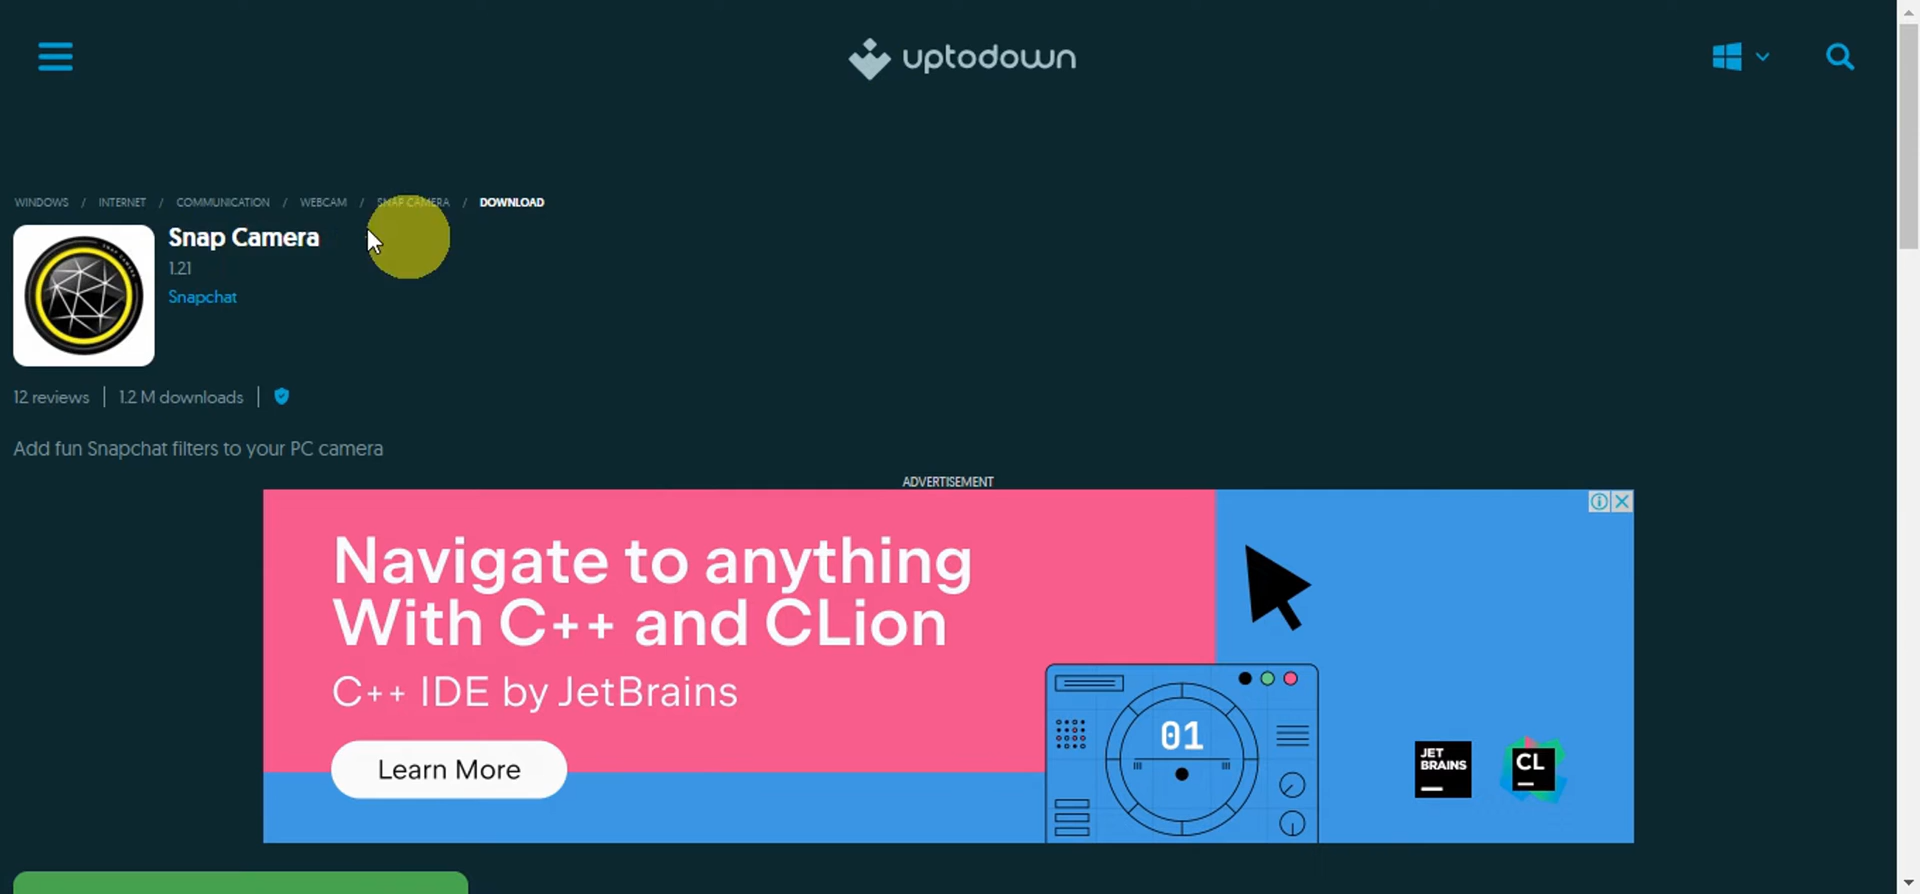 uptodown
WINDOWS / INTERNET / COMMUNICATION / WEBCAM / SNAP CAMERA / DOWNLOAD
Snap Camera
1.21
Snapchat
12 reviews | 1.2 M downloads |
Add fun Snapchat filters to your PC camera
ADVERTISEMENT
Navigate to anything
With C++ and CLion
C++ IDE by JetBrains
Learn More
01
JET
BRAINS
CL